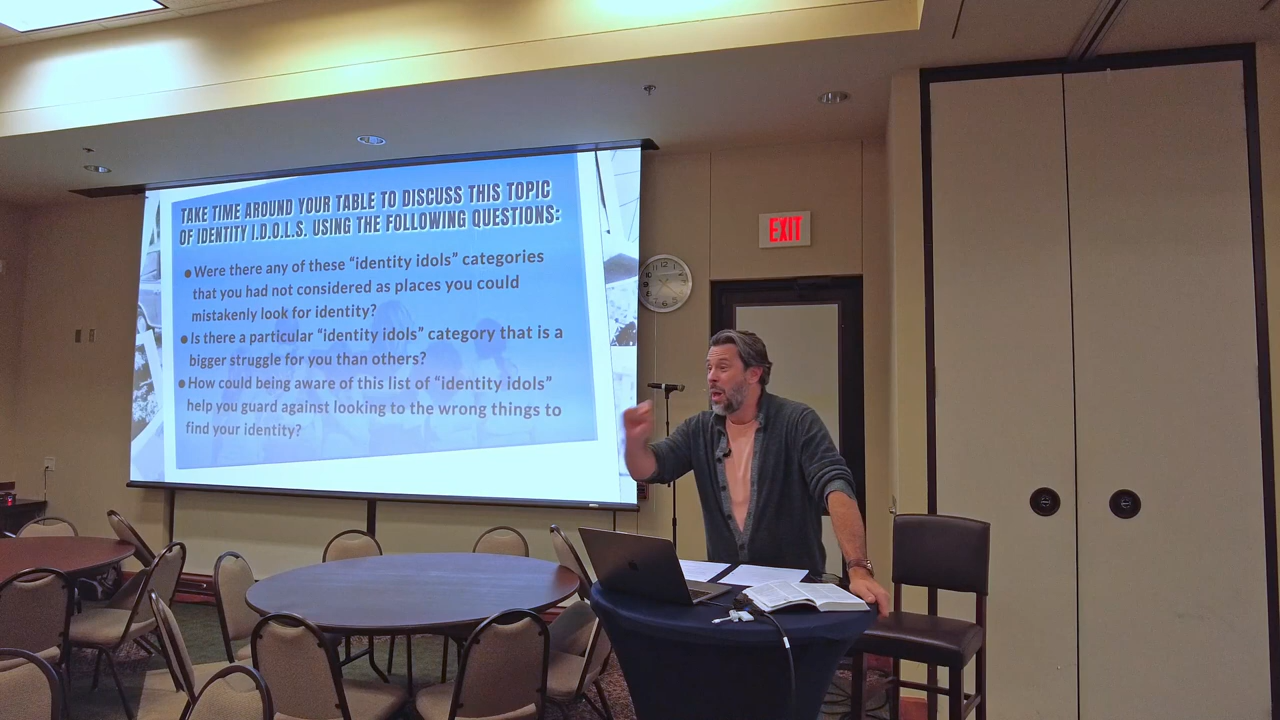 TAKE TIME AROUND YOUR TABLE TO DISCUSS THIS TOPIC
OF IDENTITY I.D.O.L.S. USING THE FOLLOWING QUESTIONS:
● Were there any of these “identity idols” categories
that you had not considered as places you could
mistakenly look for identity?
● Is there a particular “identity idols” category that is a
bigger struggle for you than others?
● How could being aware of this list of “identity idols”
help you guard against looking to the wrong things to
find your identity?
EXIT